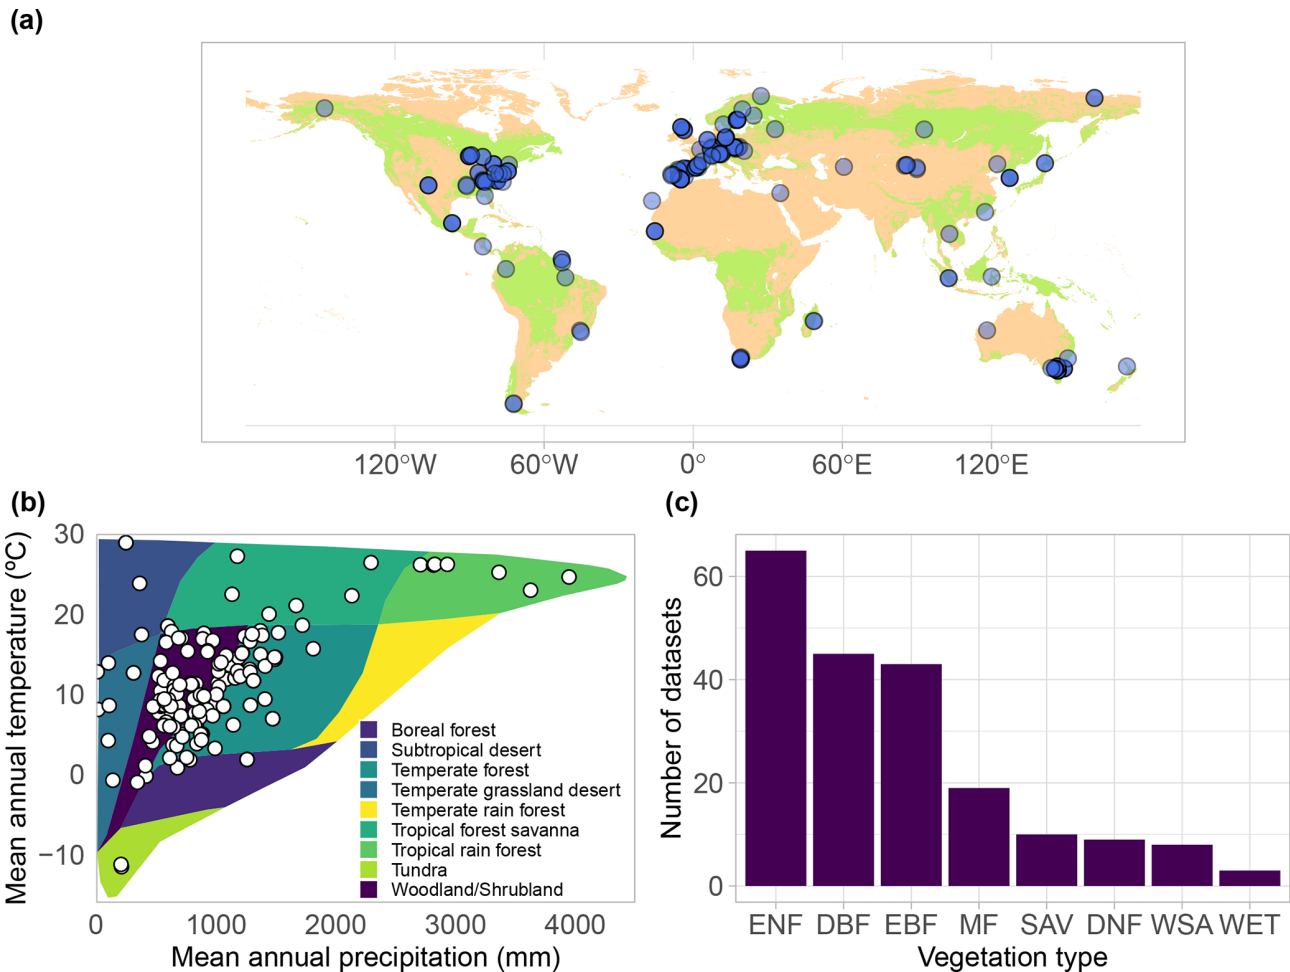 (a)
120°W 60°W 0° 60°E 120°E
(b)
Mean annual temperature (ºC)
30
20
10
0
−10
Boreal forest
Subtropical desert
Temperate forest
Temperate grassland desert
Temperate rain forest
Tropical forest savanna
Tropical rain forest
Tundra
Woodland/Shrubland
0 1000 2000 3000 4000
Mean annual precipitation (mm)
(c)
Number of datasets
60
40
20
0
ENF DBF EBF MF SAV DNF WSA WET
Vegetation type